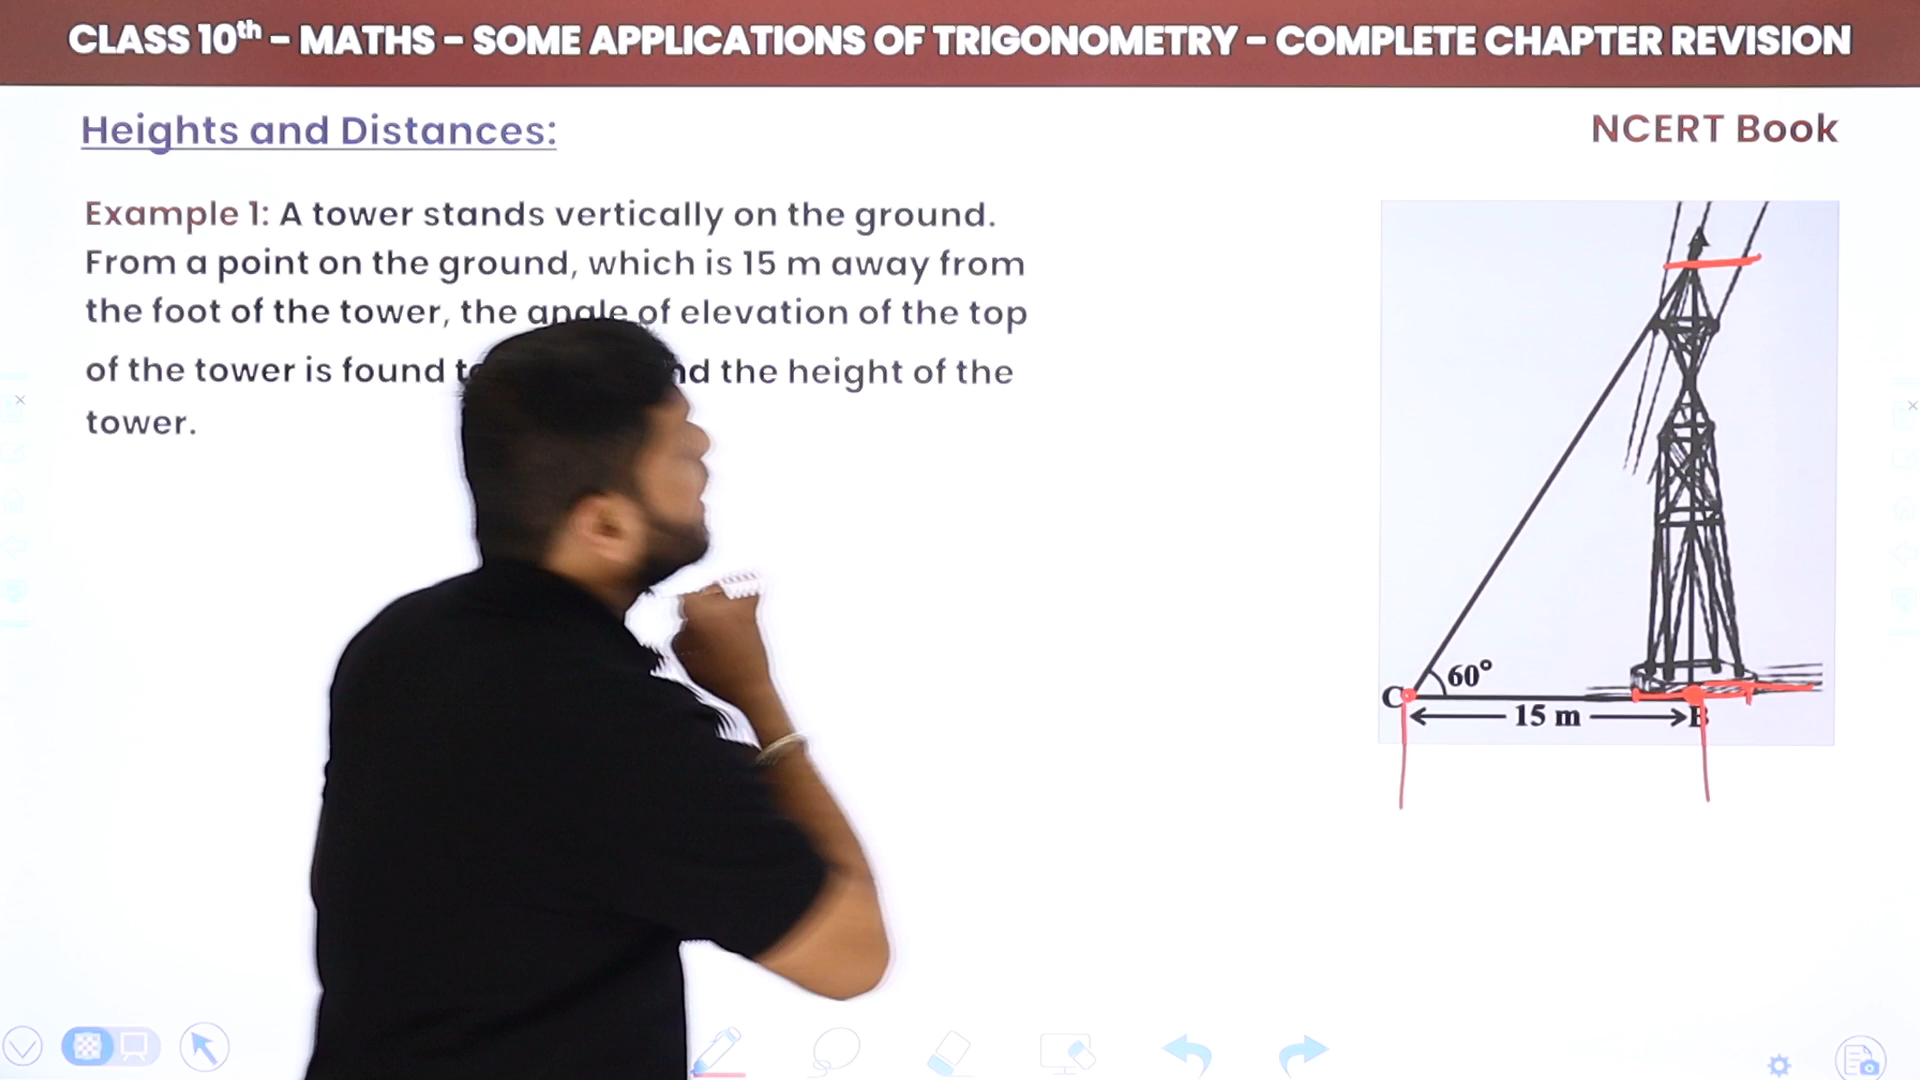 CLASS 10th - MATHS - SOME APPLICATIONS OF TRIGONOMETRY - COMPLETE CHAPTER REVISION
Heights and Distances:
NCERT Book
Example 1: A tower stands vertically on the ground.
From a point on the ground, which is 15 m away from
the foot of the tower, the angle of elevation of the top
of the tower is found the height of the
tower.
60°
C
15 m
B